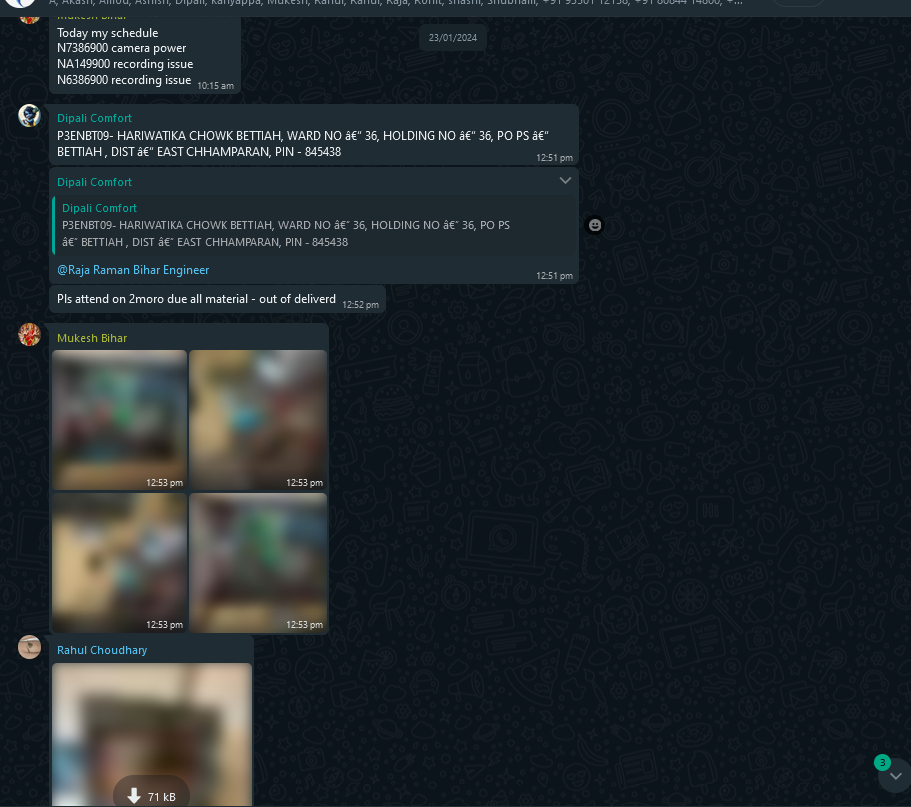 A, Akash, Amod, Ashish, Dipali, kariyappa, Mukesh, Rahul, Rahul, Raja, Rohit, shashi, Shubham,
Mukesh Bihar
Today my schedule
N7386900 camera power
NA149900 recording issue
N6386900 recording issue 10:15 am
23/01/2024
Dipali Comfort
P3ENBT09- HARIWATIKA CHOWK BETTIAH, WARD NO â€“ 36, HOLDING NO â€“ 36, PO PS â€“
BETTIAH , DIST â€“ EAST CHHAMPARAN, PIN - 845438
12:51 pm
Dipali Comfort
Dipali Comfort
P3ENBT09- HARIWATIKA CHOWK BETTIAH, WARD NO â€“ 36, HOLDING NO â€“ 36, PO PS
â€“ BETTIAH , DIST â€“ EAST CHHAMPARAN, PIN - 845438
@Raja Raman Bihar Engineer
12:51 pm
Pls attend on 2moro due all material - out of deliverd 12:52 pm
Mukesh Bihar
12:53 pm
12:53 pm
12:53 pm
12:53 pm
Rahul Choudhary
71 kB
3